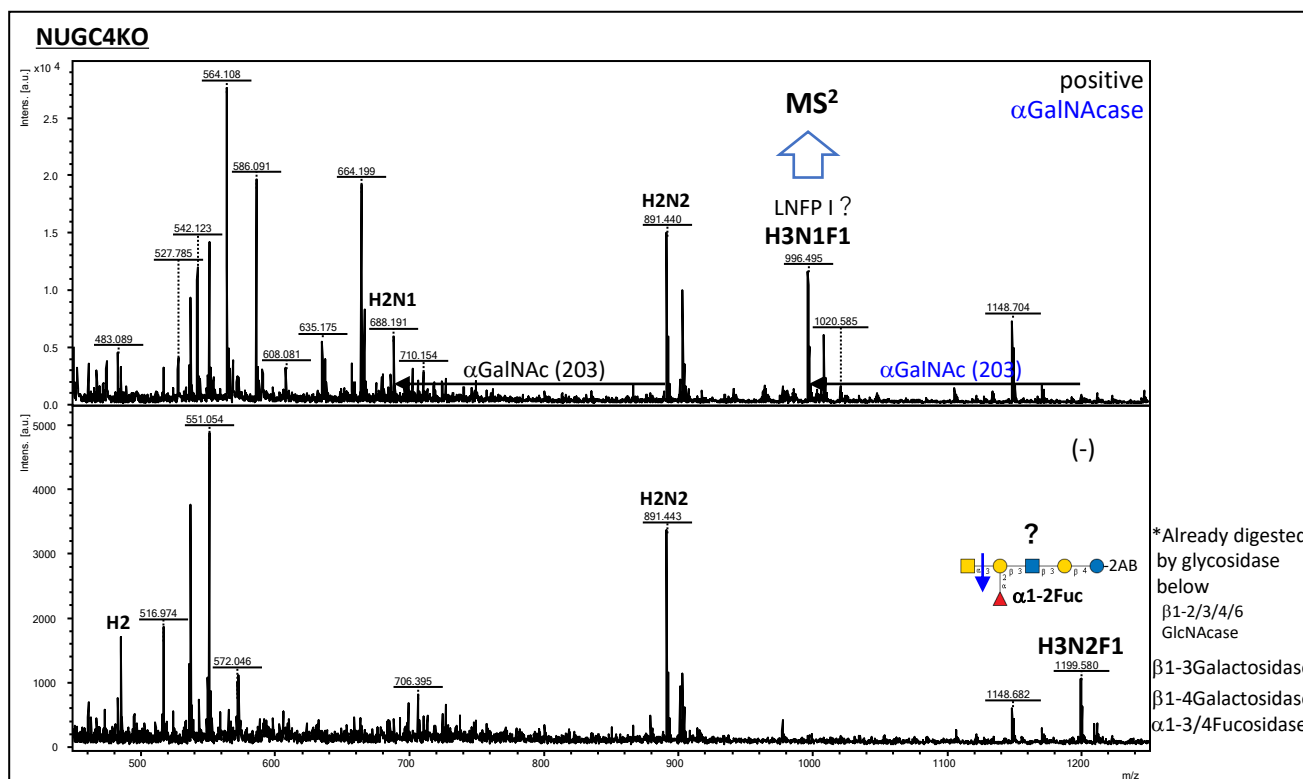 NUGC4KO
Intens. [a.u.]
x10⁴
2.5
2.0
1.5
1.0
0.5
0.0
positive
αGalNAcase
MS²
LNFP I ?
H3N1F1
996.495
483.089
527.785
542.123
564.108
586.091
608.081
635.175
664.199
H2N1
688.191
710.154
H2N2
891.440
1020.585
1148.704
αGalNAc (203)
αGalNAc (203)
Intens. [a.u.]
5000
4000
3000
2000
1000
0
(-)
H2
516.974
551.054
572.046
706.395
H2N2
891.443
?
α 3 β 3 β 3 β 4 -2AB
2
α
α1-2Fuc
H3N2F1
1199.580
1148.682
500
600
700
800
900
1000
1100
1200
m/z
*Already digested
by glycosidase
below
β1-2/3/4/6
GlcNAcase
β1-3Galactosidase
β1-4Galactosidase
α1-3/4Fucosidase